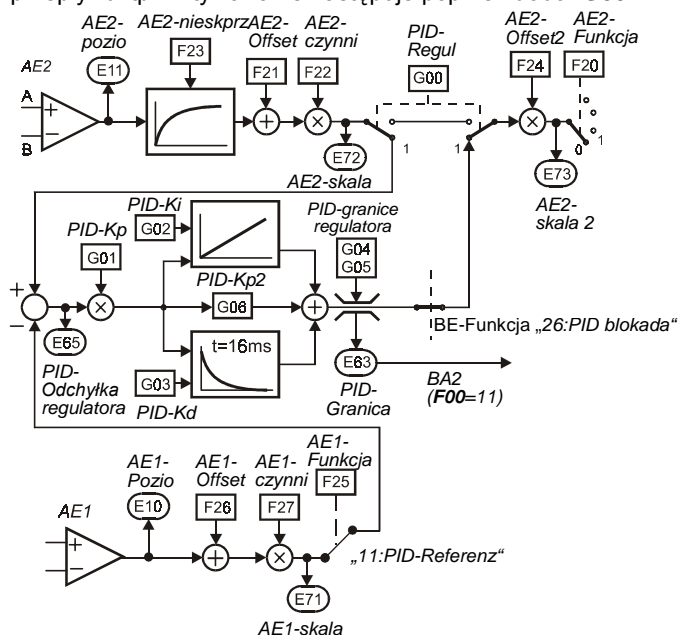 AE2-
pozio
AE2-nieskprz
AE2-
Offset
AE2-
czynni
PID-
Regul
AE2-
Offset2
AE2-
Funkcja
AE2
E11
F23
F21
F22
G00
F24
F20
A
B
E72
1
1
0
1
E73
AE2-skala
AE2-
skala 2
PID-Ki
PID-Kp
G02
G01
PID-granice
regulatora
G04
G05
PID-Kp2
G06
BE-Funkcja „26:PID blokada“
E65
t=16ms
E63
PID-
Odchyłka
regulatora
G03
PID-Kd
PID-
Granica
BA2
(F00=11)
AE1-
Pozio
AE1-
Offset
AE1-
czynni
AE1-
Funkcja
AE1
E10
F26
F27
F25
„11:PID-Referenz“
E71
AE1-skala